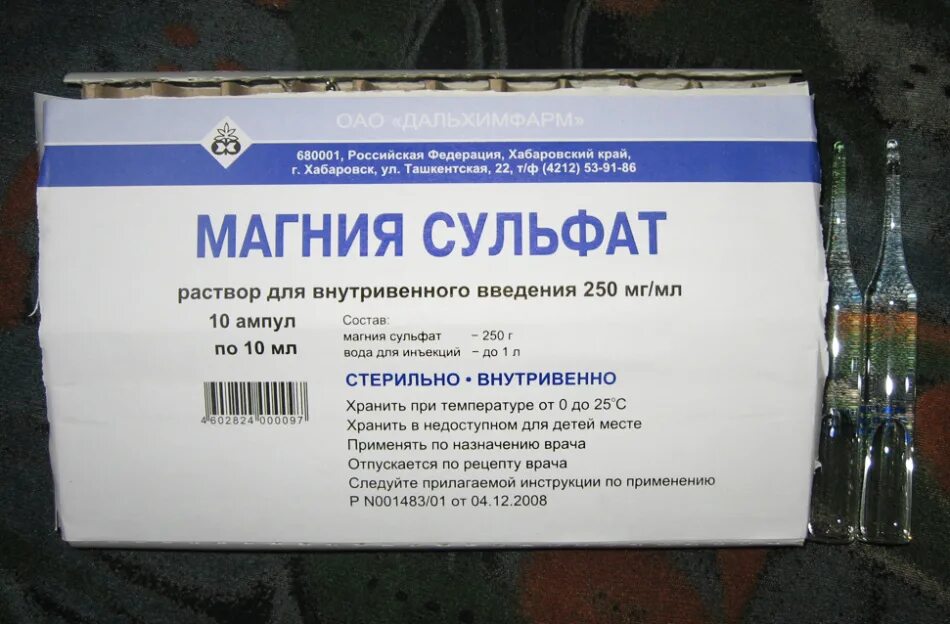 ОАО «ДАЛЬХИМФАРМ»
680001, Российская Федерация, Хабаровский край,
г. Хабаровск, ул. Ташкентская, 22, т/ф (4212) 53-91-86
МАГНИЯ СУЛЬФАТ
раствор для внутривенного введения 250 мг/мл
10 ампул
по 10 мл
Состав:
магния сульфат – 250 г
вода для инъекций – до 1 л
СТЕРИЛЬНО • ВНУТРИВЕННО
Хранить при температуре от 0 до 25°С
Хранить в недоступном для детей месте
Применять по назначению врача
Отпускается по рецепту врача
Следуйте прилагаемой инструкции по применению
Р N001483/01 от 04.12.2008
4 602824 000097